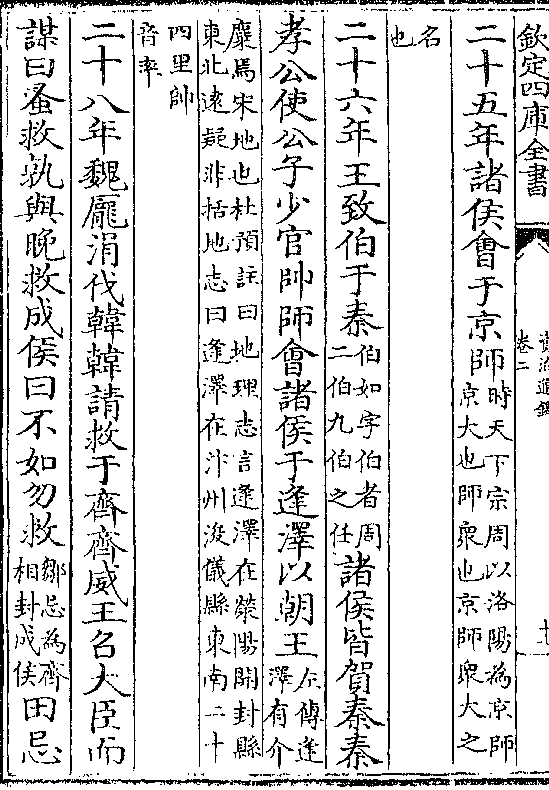 欽定四庫全書
卷二
二十五年諸侯會于京師時天下宗周以洛陽為京師京大也師衆也京師衆大之
名也
二十六年王致伯于秦伯如字伯者周二伯九伯之任諸侯皆賀秦秦
孝公使公子少官帥師會諸侯于逢澤以朝王左傳逢澤有介
麋焉宋地也杜預註曰地理志言逢澤在滎陽開封縣東北遠疑非括地志曰逢澤在汴州浚儀縣東南二十
四里帥音率
二十八年魏龐涓伐韓韓請救于齊齊威王召大臣而
謀曰蚤救孰與晚救成侯曰不如勿救鄒忌為齊相封成侯田忌